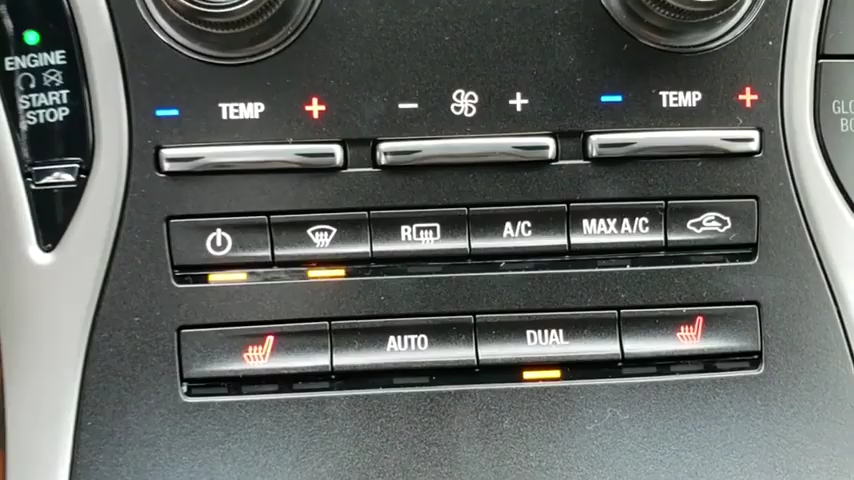 ENGINE
START
STOP
− TEMP +
− +
− TEMP +
R
A/C
MAX A/C
AUTO
DUAL